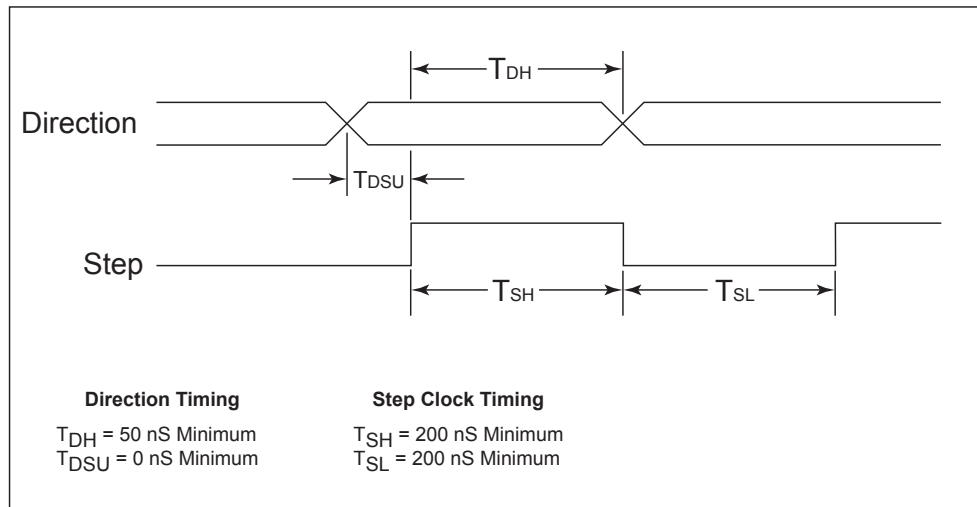 TDH
Direction
TDSU
Step
TSH
TSL
Direction Timing
TDH = 50 nS Minimum
TDSU = 0 nS Minimum
Step Clock Timing
TSH = 200 nS Minimum
TSL = 200 nS Minimum